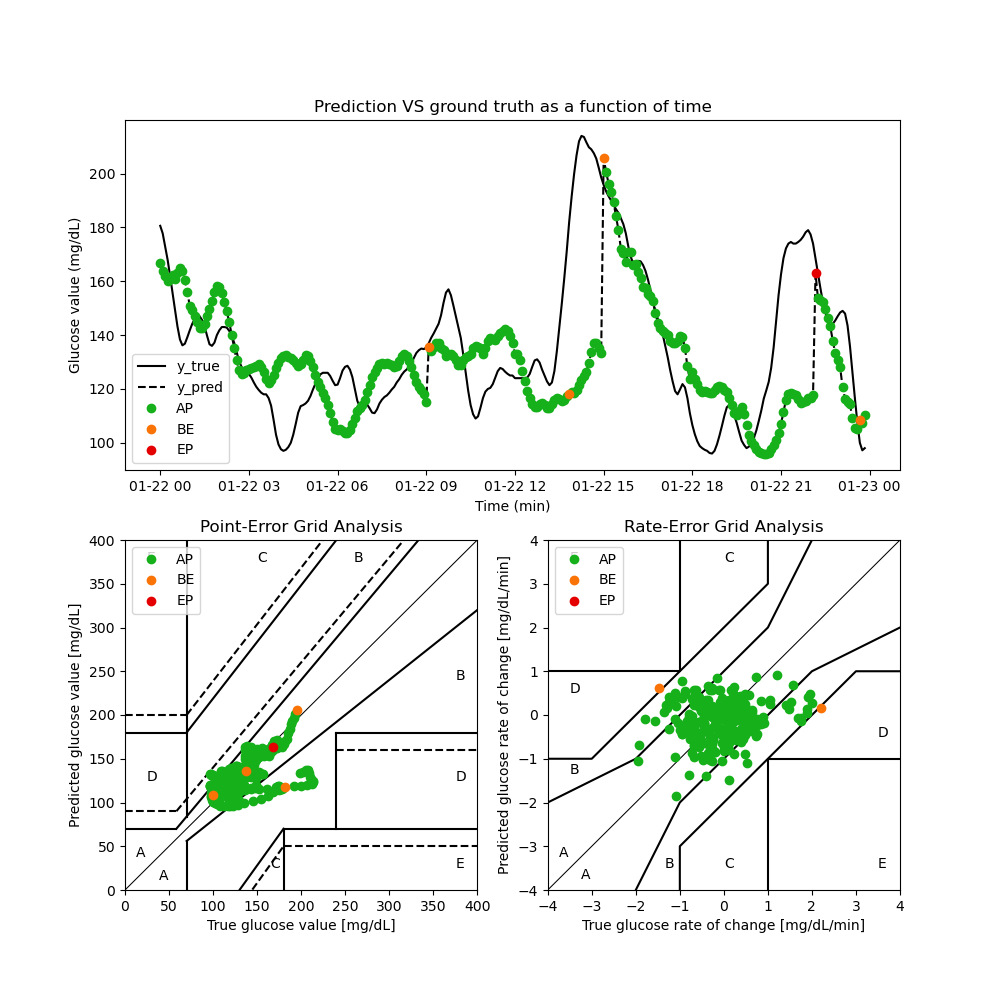 Prediction VS ground truth as a function of time
Glucose value (mg/dL)
200
180
160
140
120
100
y_true
y_pred
AP
BE
EP
01-22 00 01-22 03 01-22 06 01-22 09 01-22 12 01-22 15 01-22 18 01-22 21 01-23 00
Time (min)
Point-Error Grid Analysis
Predicted glucose value [mg/dL]
400
350
300
250
200
150
100
50
0
AP
BE
EP
C
B
B
D
D
A
A
C
E
0 50 100 150 200 250 300 350 400
True glucose value [mg/dL]
Rate-Error Grid Analysis
Predicted glucose rate of change [mg/dL/min]
4
3
2
1
0
−1
−2
−3
−4
AP
BE
EP
C
D
D
B
A
A
B
C
E
−4 −3 −2 −1 0 1 2 3 4
True glucose rate of change [mg/dL/min]